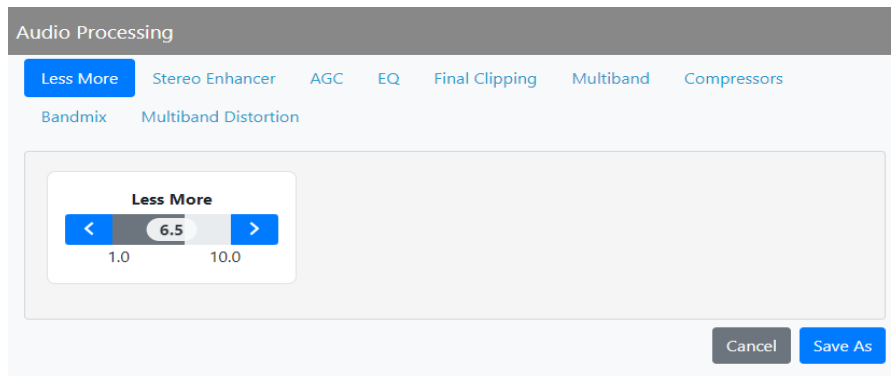 Audio Processing
Less More Stereo Enhancer AGC EQ Final Clipping Multiband Compressors
Bandmix Multiband Distortion
Less More
6.5
1.0 10.0
Cancel Save As